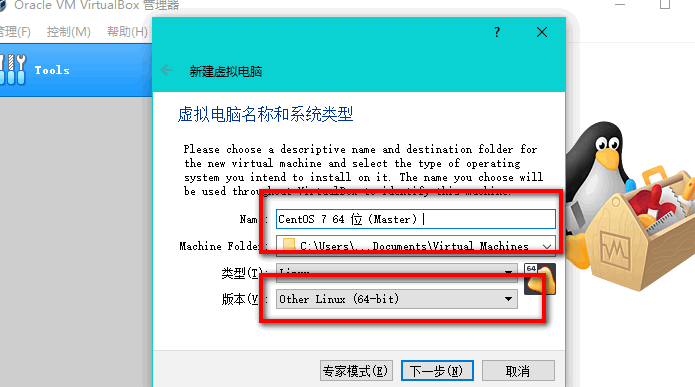 Oracle VM VirtualBox 管理器
管理(F) 控制(M) 帮助(H)
Tools
? ×
新建虚拟电脑
虚拟电脑名称和系统类型
Please choose a descriptive name and destination folder for
the new virtual machine and select the type of operating
system you intend to install on it. The name you choose will
be used throughout VirtualBox to identify this machine.
Name: CentOS 7 64 位 (Master)
Machine Folder: C:\Users\...Documents\Virtual Machines
类型(T): Linux
64
版本(V): Other Linux (64-bit)
专家模式(E) 下一步(N) 取消